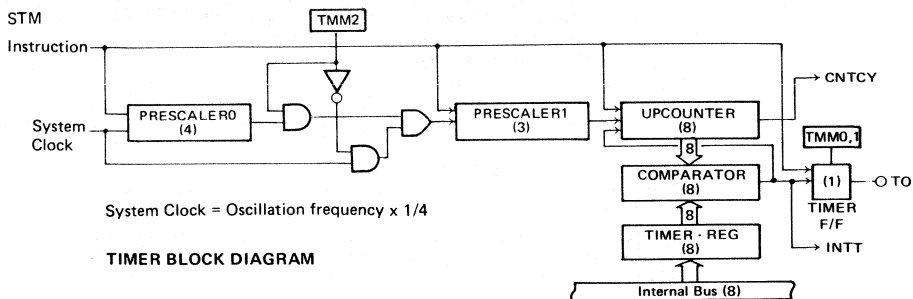 STM
Instruction
TMM2
PRESCALER0
(4)
System
Clock
PRESCALER1
(3)
UPCOUNTER
(8)
CNTCY
8
TMM0,1
COMPARATOR
(8)
(1)
TO
TIMER
F/F
8
INTT
TIMER · REG
(8)
Internal Bus (8)
System Clock = Oscillation frequency x 1/4
TIMER BLOCK DIAGRAM